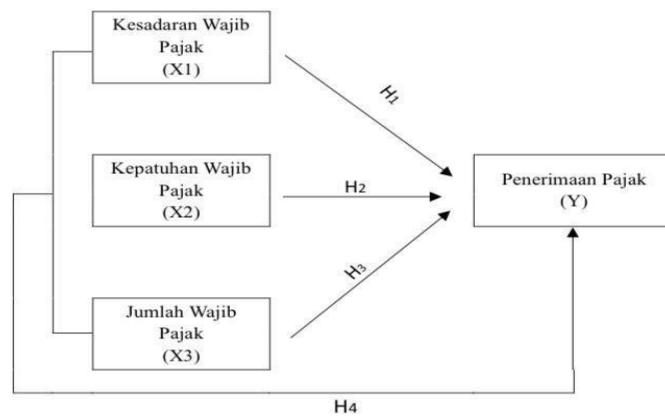 Kesadaran Wajib
Pajak
(X1)
H1
Kepatuhan Wajib
Pajak
(X2)
H2
Penerimaan Pajak
(Y)
H3
Jumlah Wajib
Pajak
(X3)
H4